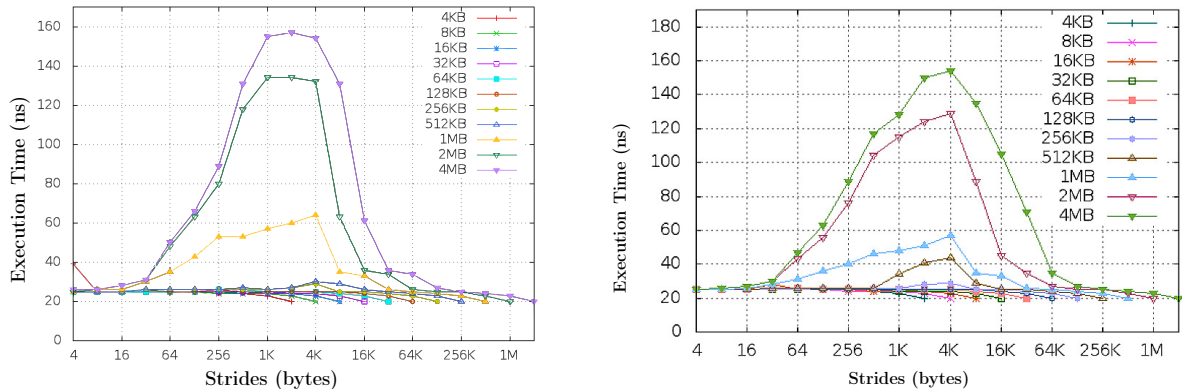 160
140
120
100
80
60
40
20
0
4 16 64 256 1K 4K 16K 64K 256K 1M
Execution Time (ns)
Strides (bytes)
4KB
8KB
16KB
32KB
64KB
128KB
256KB
512KB
1MB
2MB
4MB
180
160
140
120
100
80
60
40
20
0
4 16 64 256 1K 4K 16K 64K 256K 1M
Execution Time (ns)
Strides (bytes)
4KB
8KB
16KB
32KB
64KB
128KB
256KB
512KB
1MB
2MB
4MB